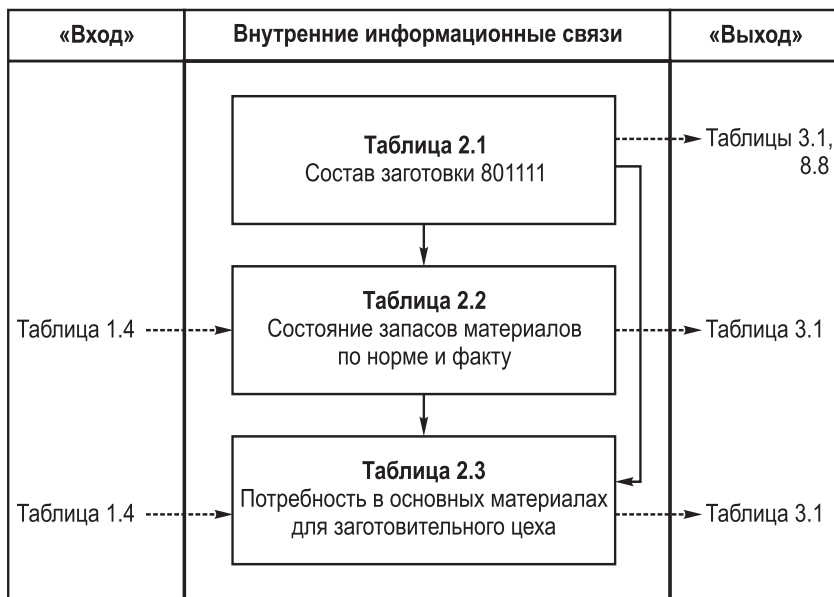 «Вход»
Внутренние информационные связи
«Выход»
Таблица 2.1
Состав заготовки 801111
Таблицы 3.1,
8.8
Таблица 1.4
Таблица 2.2
Состояние запасов материалов
по норме и факту
Таблица 3.1
Таблица 1.4
Таблица 2.3
Потребность в основных материалах
для заготовительного цеха
Таблица 3.1